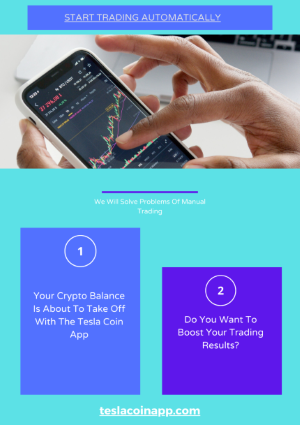 START TRADING AUTOMATICALLY
We Will Solve Problems Of Manual
Trading
1
Your Crypto Balance
Is About To Take Off
With The Tesla Coin
App
2
Do You Want To
Boost Your Trading
Results?
teslacoinapp.com